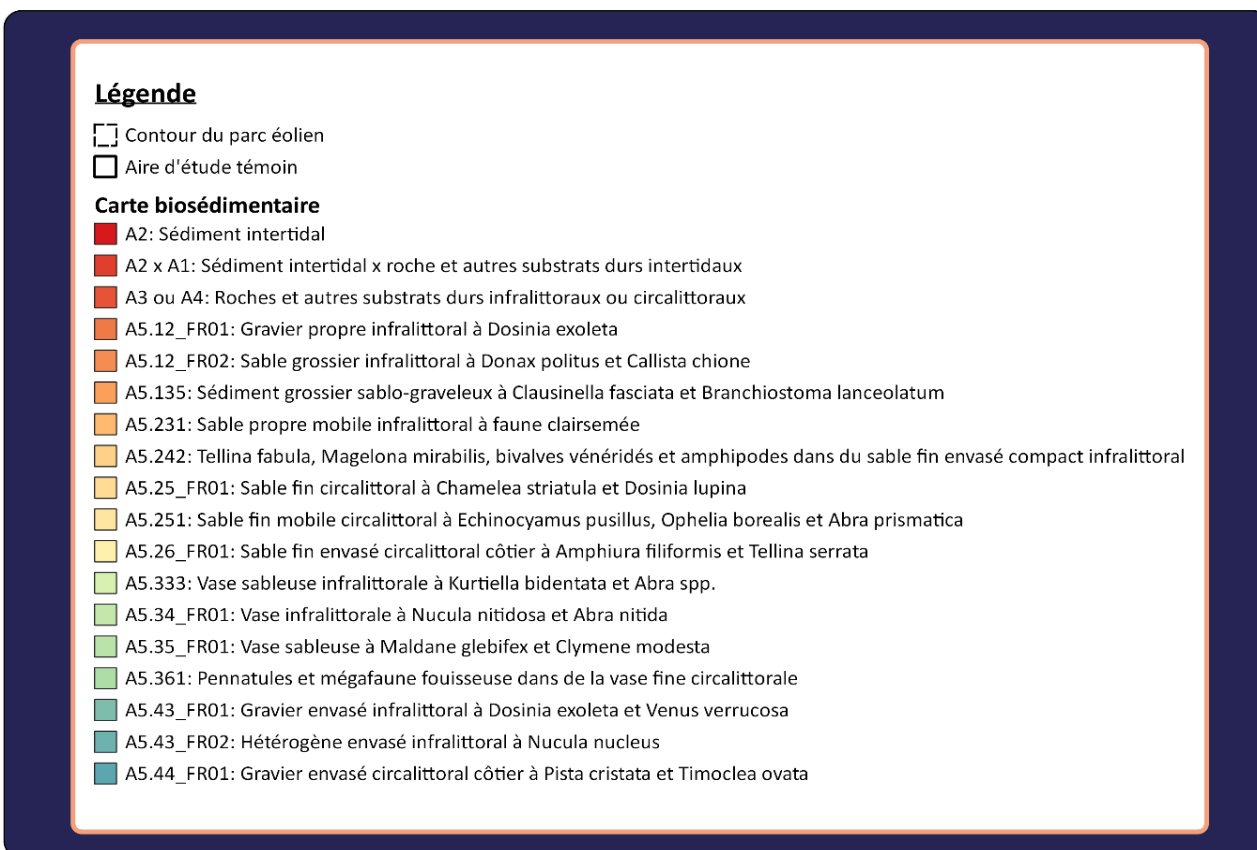 Légende
Contour du parc éolien
Aire d'étude témoin
Carte biosédimentaire
A2: Sédiment intertidal
A2 x A1: Sédiment intertidal x roche et autres substrats durs intertidaux
A3 ou A4: Roches et autres substrats durs infralittoraux ou circalittoraux
A5.12_FR01: Gravier propre infralittoral à Dosinia exoleta
A5.12_FR02: Sable grossier infralittoral à Donax politus et Callista chione
A5.135: Sédiment grossier sablo-graveleux à Clausinella fasciata et Branchiostoma lanceolatum
A5.231: Sable propre mobile infralittoral à faune clairsemée
A5.242: Tellina fabula, Magelona mirabilis, bivalves vénéridés et amphipodes dans du sable fin envasé compact infralittoral
A5.25_FR01: Sable fin circalittoral à Chamelea striatula et Dosinia lupina
A5.251: Sable fin mobile circalittoral à Echinocyamus pusillus, Ophelia borealis et Abra prismatica
A5.26_FR01: Sable fin envasé circalittoral côtier à Amphiura filiformis et Tellina serrata
A5.333: Vase sableuse infralittorale à Kurtiella bidentata et Abra spp.
A5.34_FR01: Vase infralittorale à Nucula nitidosa et Abra nitida
A5.35_FR01: Vase sableuse à Maldane glebifex et Clymene modesta
A5.361: Pennatules et mégafaune fouisseuse dans de la vase fine circalittorale
A5.43_FR01: Gravier envasé infralittoral à Dosinia exoleta et Venus verrucosa
A5.43_FR02: Hétérogène envasé infralittoral à Nucula nucleus
A5.44_FR01: Gravier envasé circalittoral côtier à Pista cristata et Timoclea ovata